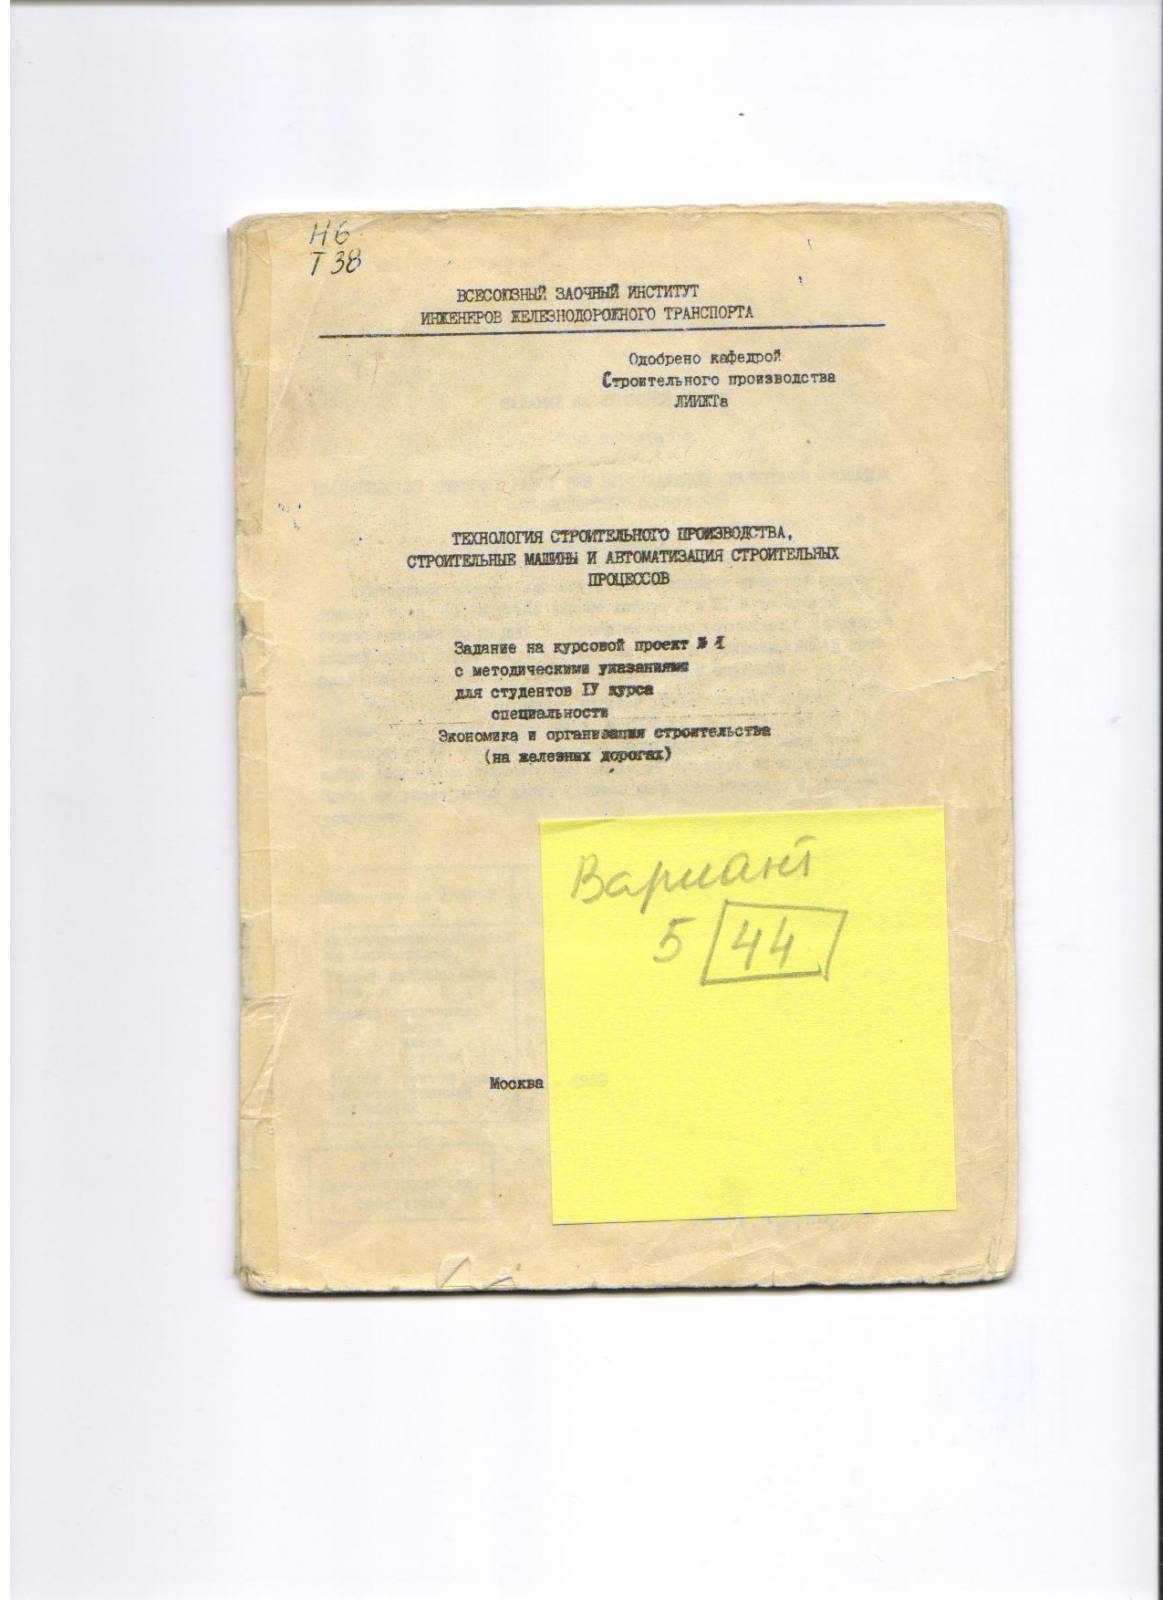 Н6
Т 38
ВСЕСОЮЗНЫЙ ЗАОЧНЫЙ ИНСТИТУТ
ИНЖЕНЕРОВ ЖЕЛЕЗНОДОРОЖНОГО ТРАНСПОРТА
Одобрено кафедрой
Строительного производства
ЛИИЖТа
ТЕХНОЛОГИЯ СТРОИТЕЛЬНОГО ПРОИЗВОДСТВА,
СТРОИТЕЛЬНЫЕ МАШИНЫ И АВТОМАТИЗАЦИЯ СТРОИТЕЛЬНЫХ
ПРОЦЕССОВ
Задание на курсовой проект № 1
с методическими указаниями
для студентов IУ курса
специальности
Экономика и организация строительства
(на железных дорогах)
Вариант
5 44
Москва